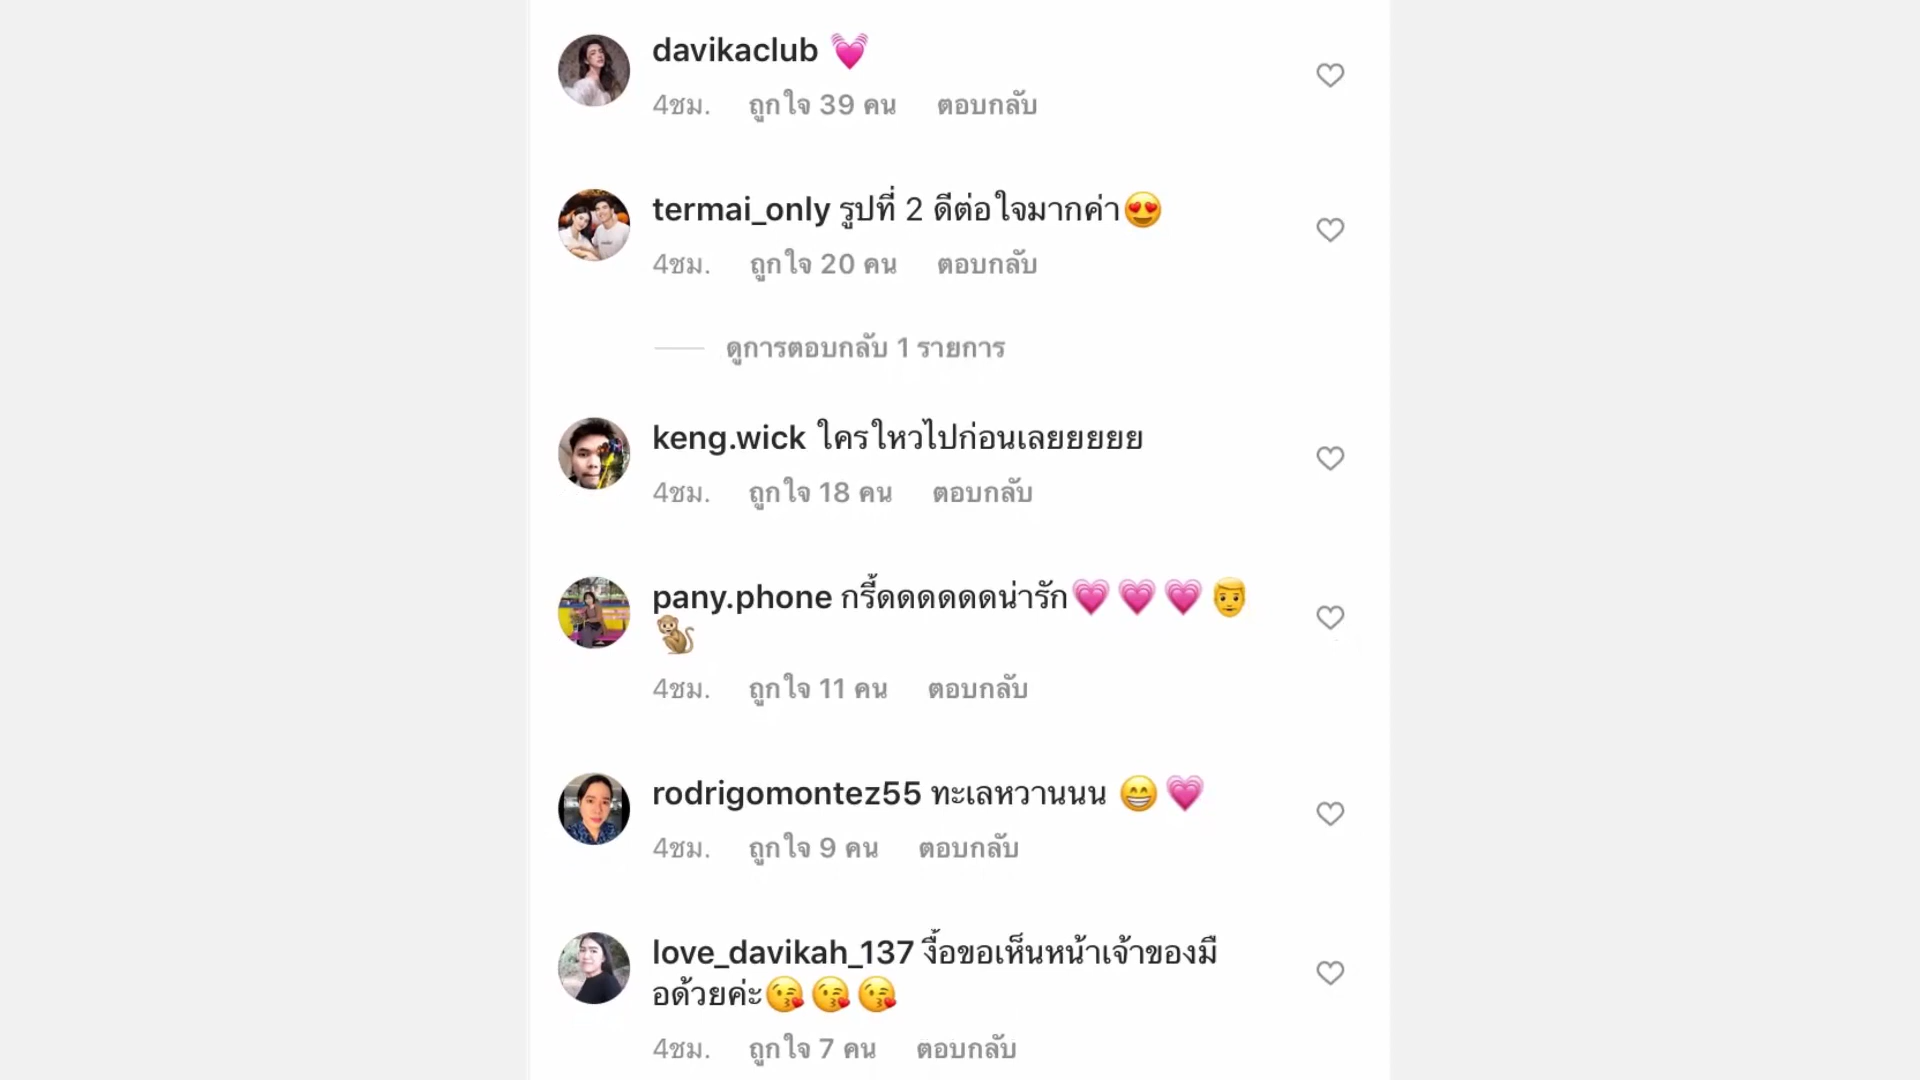 davikaclub 💓
4ชม. ถูกใจ 39 คน ตอบกลับ
termai_only รูปที่ 2 ดีต่อใจมากค่า😍
4ชม. ถูกใจ 20 คน ตอบกลับ
ดูการตอบกลับ 1 รายการ
keng.wick ใครใหวไปก่อนเลยยยยย
4ชม. ถูกใจ 18 คน ตอบกลับ
pany.phone กรี้ดดดดดดน่ารัก💗💗💗👨
🐒
4ชม. ถูกใจ 11 คน ตอบกลับ
rodrigomontez55 ทะเลหวานนน 😁💗
4ชม. ถูกใจ 9 คน ตอบกลับ
love_davikah_137 งื้อขอเห็นหน้าเจ้าของมื
อด้วยค่ะ😘😘😘
4ชม. ถูกใจ 7 คน ตอบกลับ